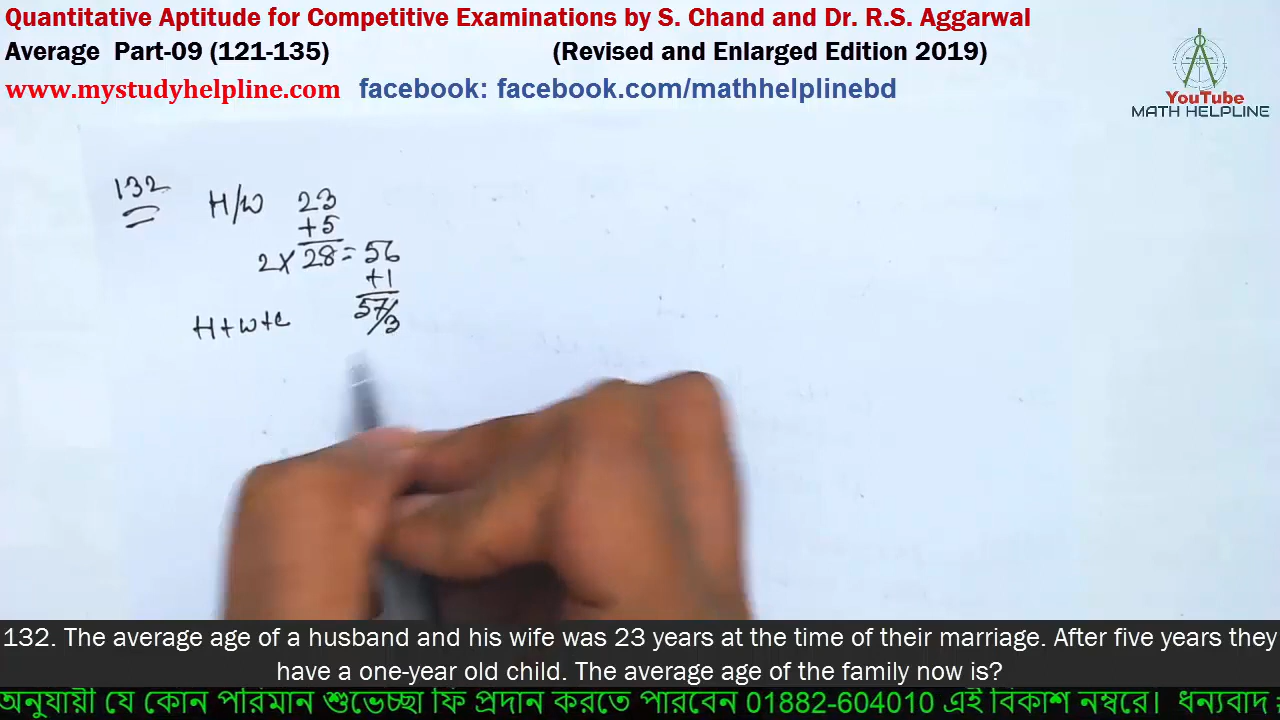 Quantitative Aptitude for Competitive Examinations by S. Chand and Dr. R.S. Aggarwal
Average Part-09 (121-135) (Revised and Enlarged Edition 2019)
www.mystudyhelpline.com facebook: facebook.com/mathhelplinebd
YouTube
MATH HELPLINE
132 H/W 23
+5
2 × 28 = 56
+1
H+W+C 57/3
132. The average age of a husband and his wife was 23 years at the time of their marriage. After five years they
have a one-year old child. The average age of the family now is?
অনুযায়ী যে কোন পরিমান শুভেচ্ছা ফি প্রদান করতে পারবেন 01882-604010 এই বিকাশ নম্বরে। ধন্যবাদ